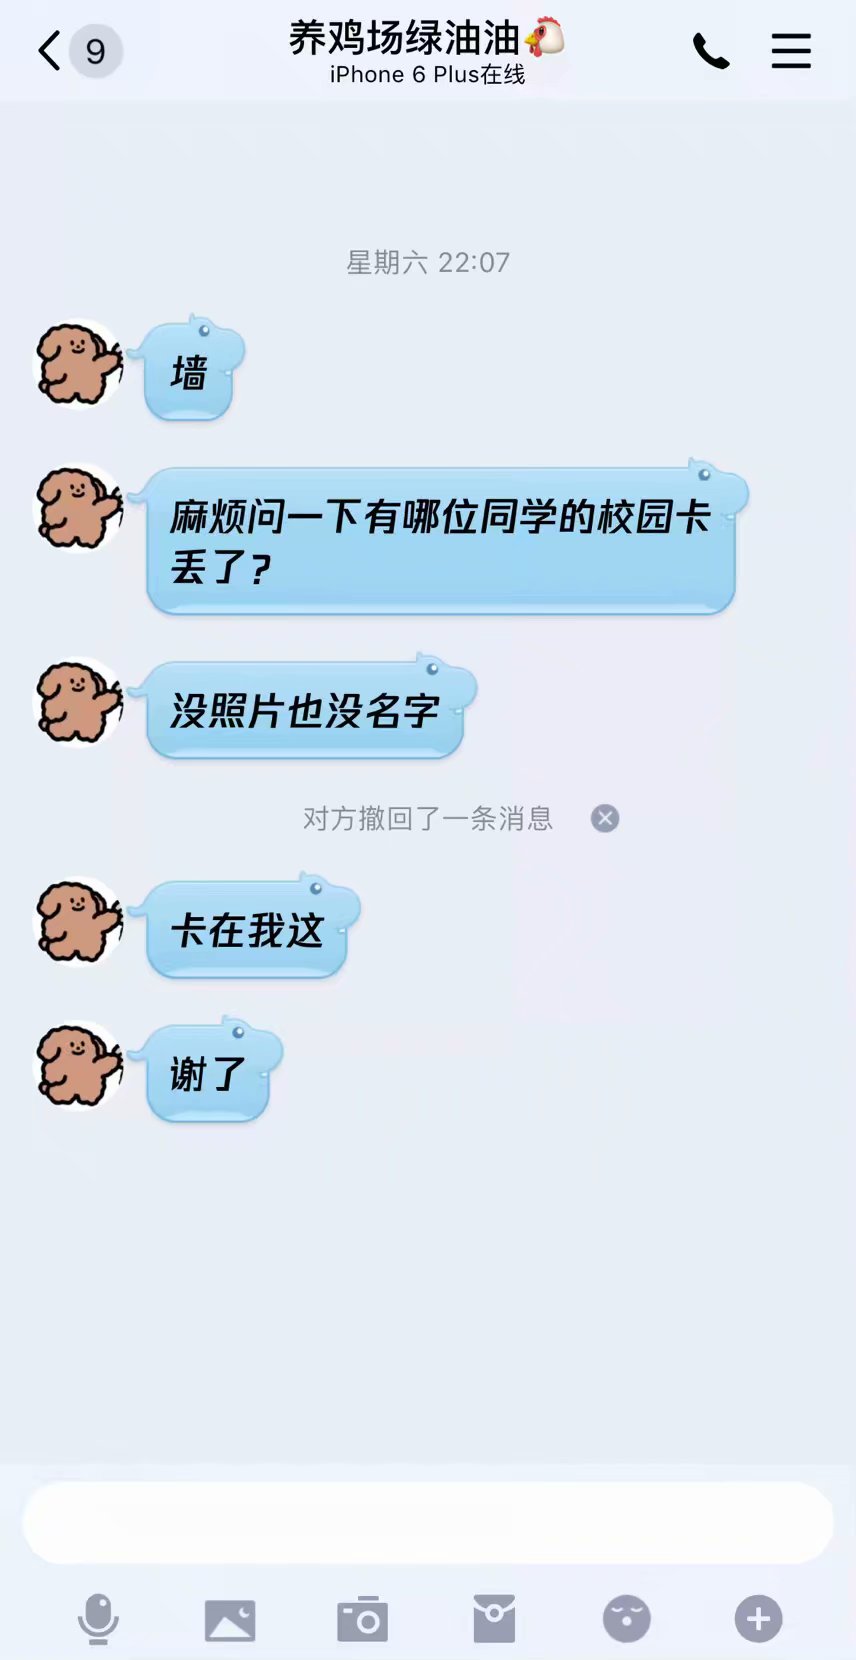 9
养鸡场绿油油🐔
iPhone 6 Plus在线
星期六 22:07
墙
麻烦问一下有哪位同学的校园卡
丢了?
没照片也没名字
对方撤回了一条消息
卡在我这
谢了